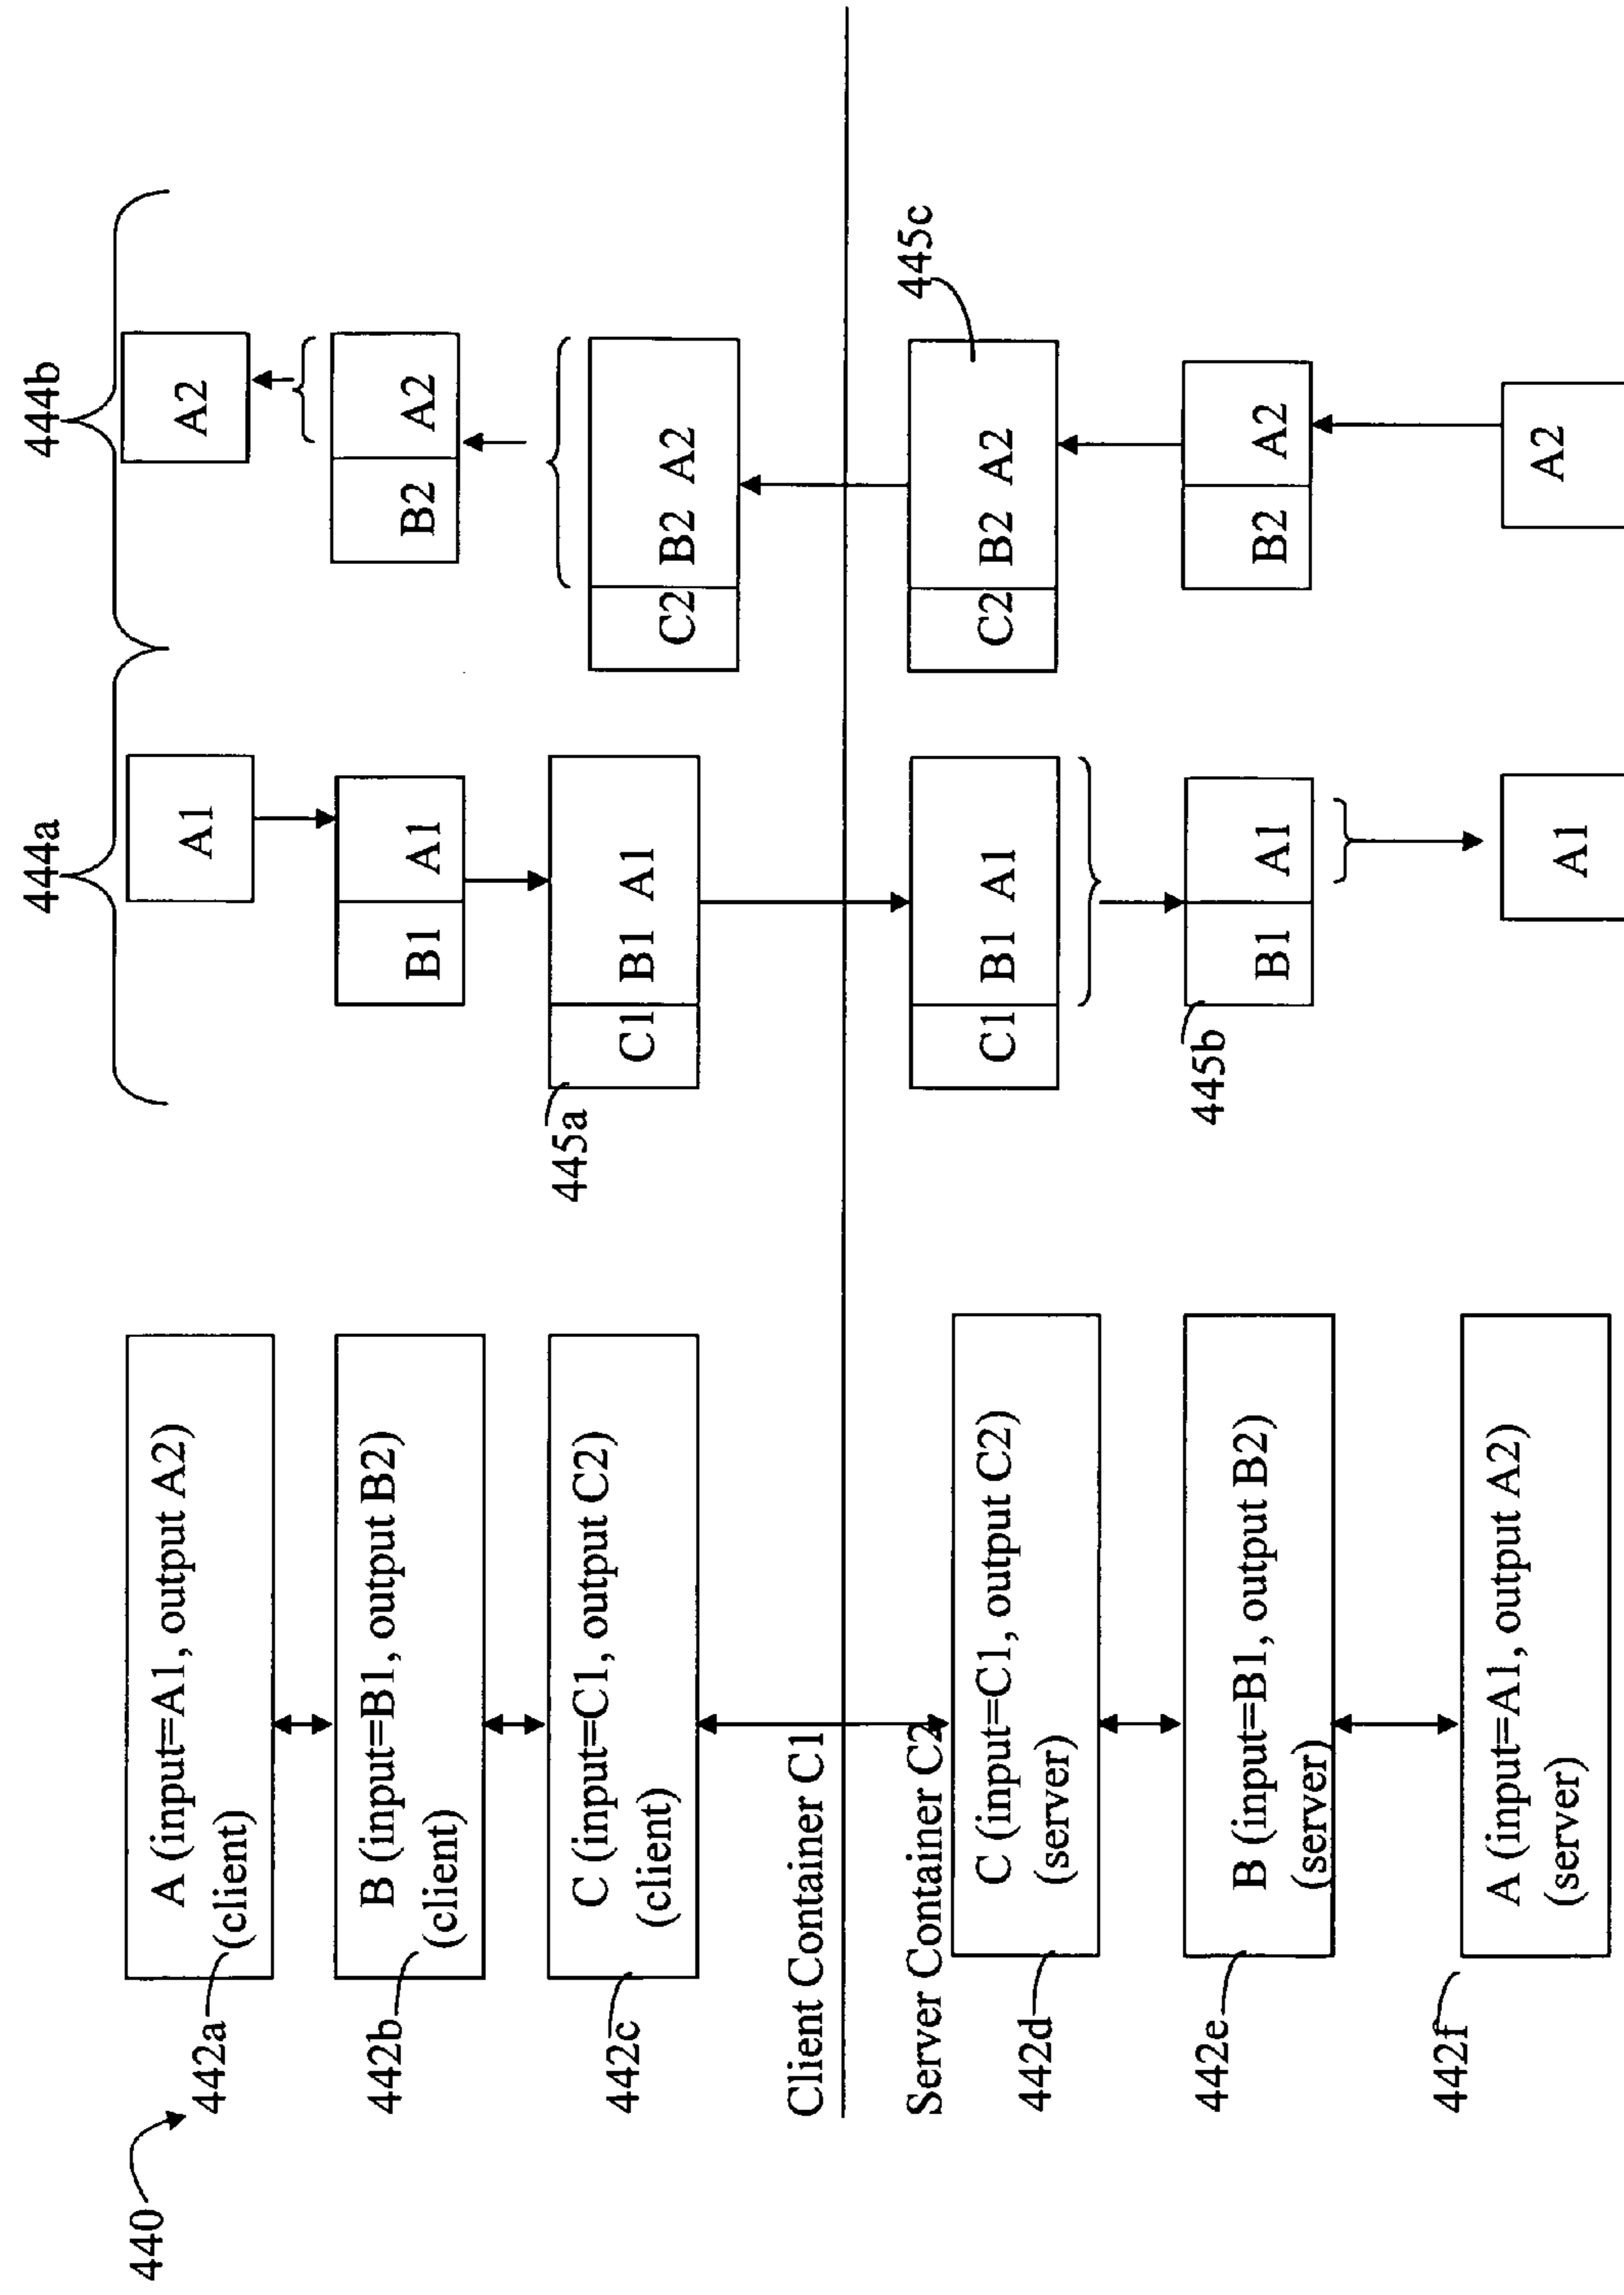 444a
444b
440
A (input=A1, output A2)
(client)
442a
A1
A2
B (input=B1, output B2)
(client)
442b
B1 A1
B2 A2
C (input=C1, output C2)
(client)
442c
445a
C1 B1 A1
C2 B2 A2
Client Container C1
Server Container C2
445c
C (input=C1, output C2)
(server)
442d
C1 B1 A1
C2 B2 A2
B (input=B1, output B2)
(server)
442e
445b
B1 A1
B2 A2
A (input=A1, output A2)
(server)
442f
A1
A2